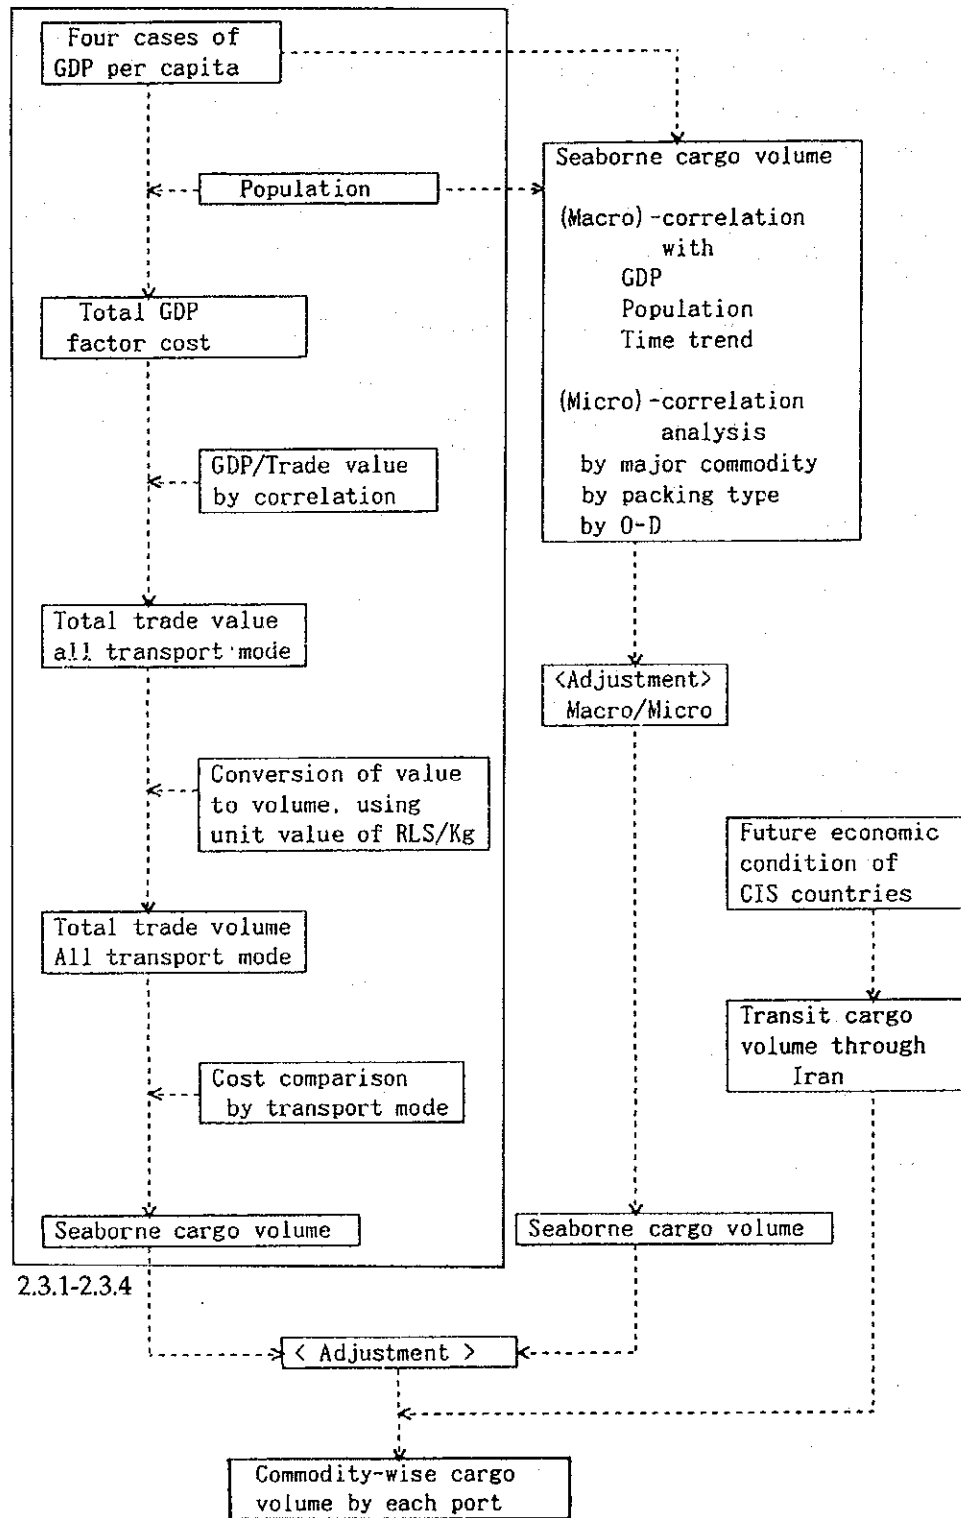 Four cases of
GDP per capita
Population
Total GDP
factor cost
GDP/Trade value
by correlation
Total trade value
all transport mode
Conversion of value
to volume, using
unit value of RLS/Kg
Total trade volume
All transport mode
Cost comparison
by transport mode
Seaborne cargo volume
2.3.1-2.3.4
Seaborne cargo volume
(Macro)-correlation
with
GDP
Population
Time trend
(Micro)-correlation
analysis
by major commodity
by packing type
by O-D
<Adjustment>
Macro/Micro
Seaborne cargo volume
Future economic
condition of
CIS countries
Transit cargo
volume through
Iran
< Adjustment >
Commodity-wise cargo
volume by each port